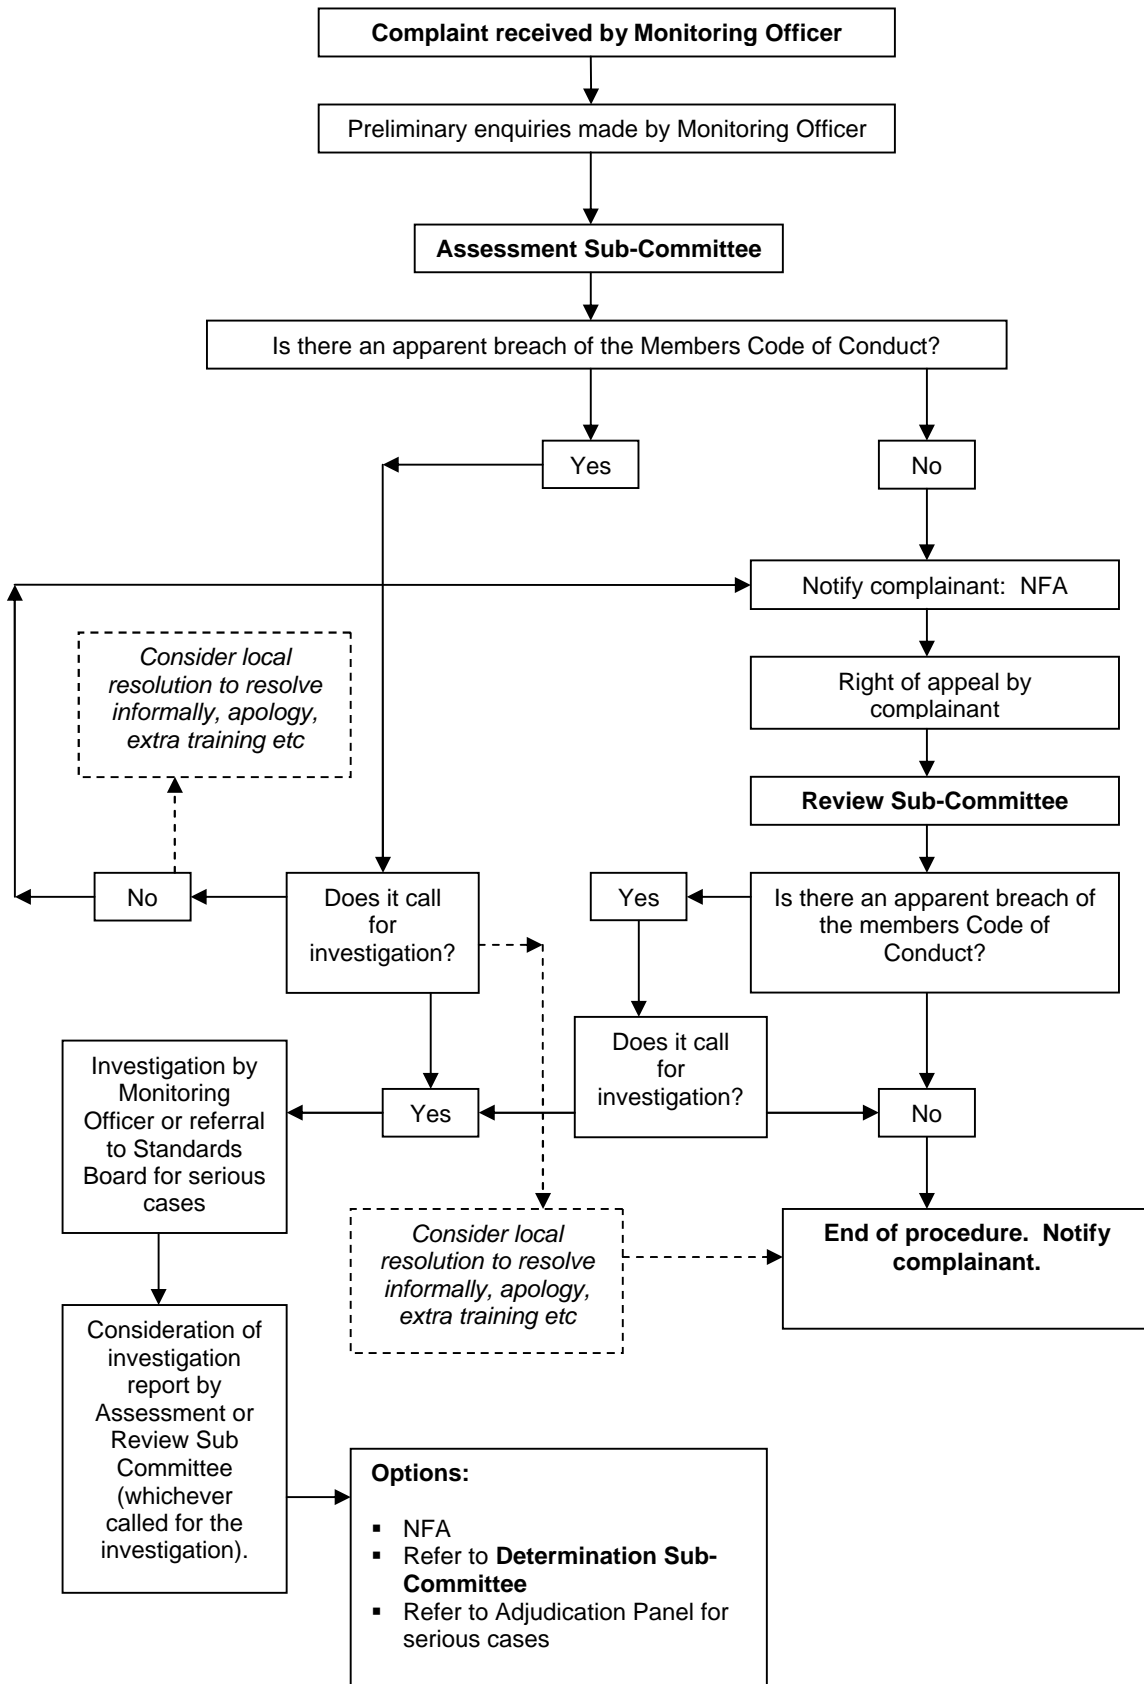 Complaint received by Monitoring Officer
Preliminary enquiries made by Monitoring Officer
Assessment Sub-Committee
Is there an apparent breach of the Members Code of Conduct?
Yes
No
Notify complainant:  NFA
Consider local
resolution to resolve
informally, apology,
extra training etc
Right of appeal by
complainant
Review Sub-Committee
No
Does it call
for
investigation?
Yes
Is there an apparent breach of
the members Code of
Conduct?
Does it call
for
investigation?
Investigation by
Monitoring
Officer or referral
to Standards
Board for serious
cases
Yes
No
Consider local
resolution to resolve
informally, apology,
extra training etc
End of procedure.  Notify
complainant.
Consideration of
investigation
report by
Assessment or
Review Sub
Committee
(whichever
called for the
investigation).
Options:
▪ NFA
▪ Refer to Determination Sub-
Committee
▪ Refer to Adjudication Panel for
serious cases